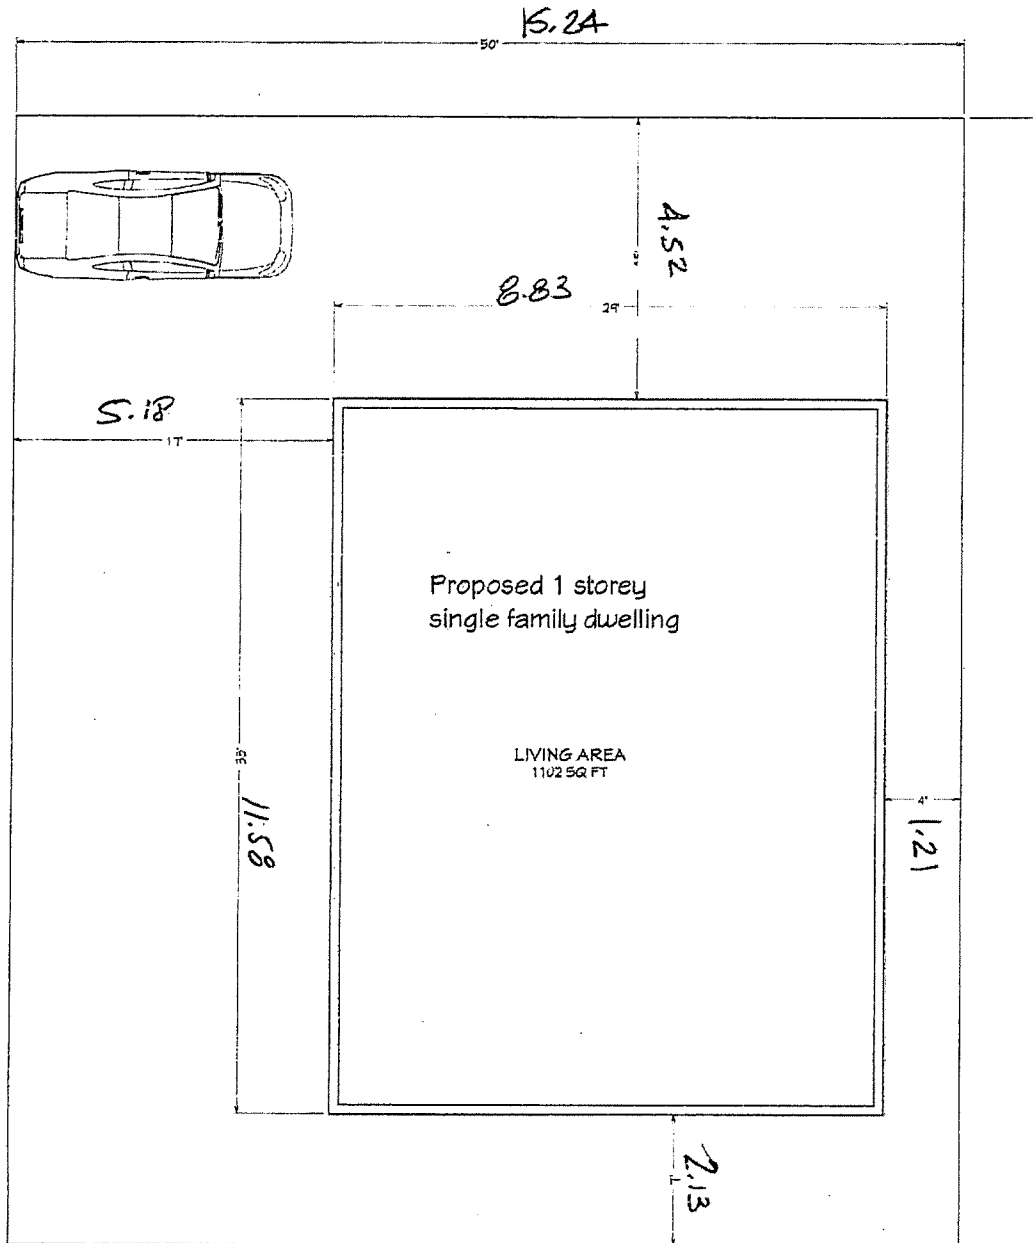 15.24
50'
4.52
8.83
29'
5.18
17'
Proposed 1 storey
single family dwelling
LIVING AREA
1102 SQ FT
11.58
4'
1.21
2.13